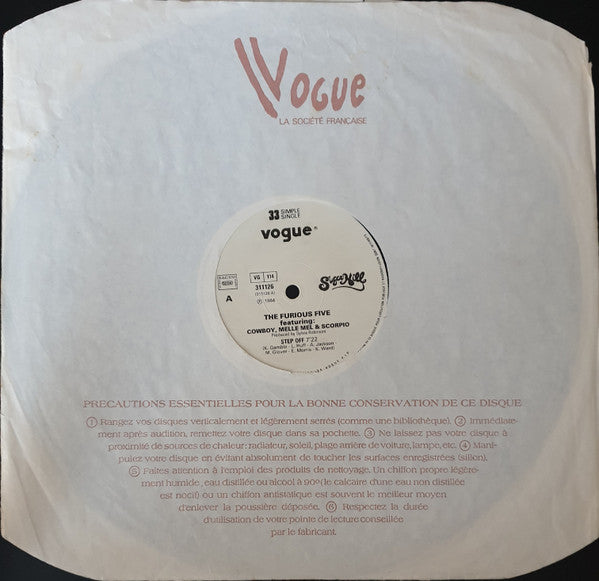 Vogue
LA SOCIÉTÉ FRANÇAISE
33 SIMPLE
SINGLE
vogue
SACEM
VG 114
311126
A
℗ 1984
Sugar Hill
THE FURIOUS FIVE
featuring:
COWBOY, MELLE MEL & SCORPIO
Produced by Sylvia Robinson
STEP OFF 7'22
(K. Gamble - L. Huff - A. Jackson -
M. Glover - E. Morris - K. Ward)
PRECAUTIONS ESSENTIELLES POUR LA BONNE CONSERVATION DE CE DISQUE
① Rangez vos disques verticalement et légèrement serrés (comme une bibliothèque). ② Immédiate-
ment après audition, remettez votre disque dans sa pochette. ③ Ne laissez pas votre disque à
proximité de sources de chaleur: radiateur, soleil, plage arrière de voiture, lampe, etc. ④ Mani-
pulez votre disque en évitant absolument de toucher les surfaces enregistrées (sillon).
⑤ Faites attention à l'emploi des produits de nettoyage. Un chiffon propre légère-
ment humide, eau distillée ou alcool à 90° (le calcaire d'une eau non distillée
est nocif) ou un chiffon antistatique est souvent le meilleur moyen
d'enlever la poussière déposée. ⑥ Respectez la durée
d'utilisation de votre pointe de lecture conseillée
par le fabricant.